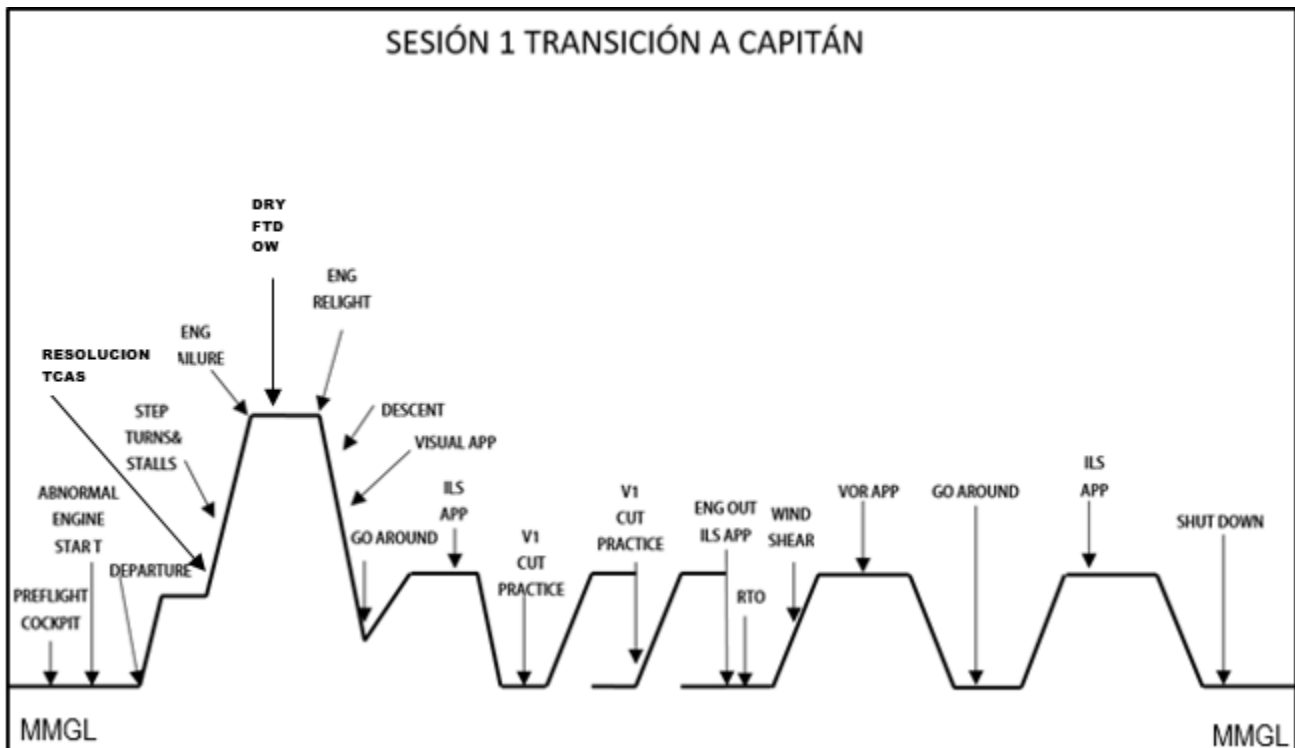 SESIÓN 1 TRANSICIÓN A CAPITÁN
DRY
FTD
OW
ENG
RELIGHT
ENG
AILURE
RESOLUCION
TCAS
STEP
TURNS&
STALLS
DESCENT
VISUAL APP
ABNORMAL
ENGINE
STAR T
DEPARTURE
PREFLIGHT
COCKPIT
GO AROUND
ILS
APP
V1
CUT
PRACTICE
V1
CUT
PRACTICE
ENG OUT
ILS APP
RTO
WIND
SHEAR
VOR APP
GO AROUND
ILS
APP
SHUT DOWN
MMGL
MMGL